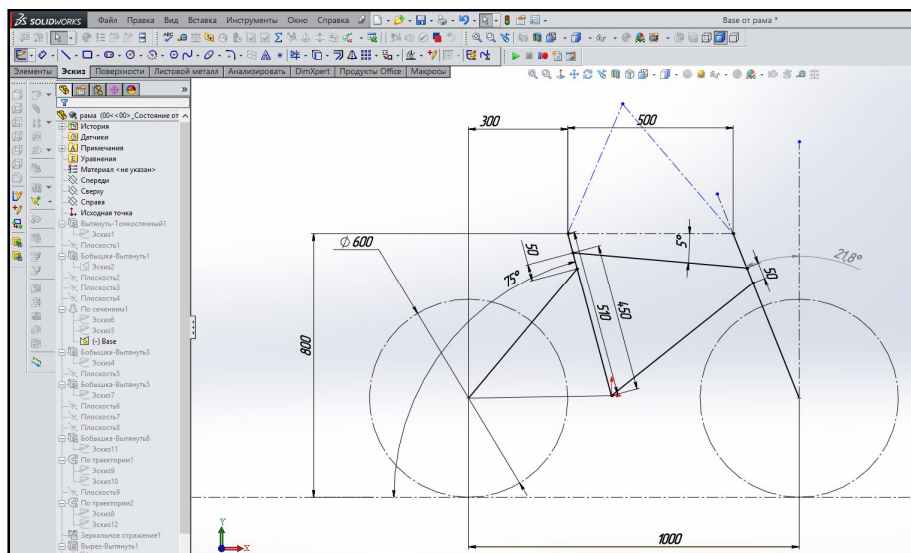 SOLIDWORKS Файл Правка Вид Вставка Инструменты Окно Справка Base от рама *
Элементы Эскиз Поверхности Листовой металл Анализировать DimXpert Продукты Office Макросы
рама (00<<00>_Состояние от
История
Датчики
Примечания
Уравнения
Материал <не указан>
Спереди
Сверху
Справа
Исходная точка
Вытянуть-Тонкостенный1
Эскиз1
Плоскость1
Бобышка-Вытянуть1
Эскиз2
Плоскость2
Плоскость3
Плоскость4
По сечениям1
Эскиз6
Эскиз5
(-) Base
Бобышка-Вытянуть3
Эскиз4
Плоскость5
Бобышка-Вытянуть5
Эскиз7
Плоскость6
Плоскость7
Плоскость8
Бобышка-Вытянуть8
Эскиз11
По траектории1
Эскиз9
Эскиз10
Плоскость9
По траектории2
Эскиз8
Эскиз12
Зеркальное отражение1
Вырез-Вытянуть1
300
500
Ø 600
50
75°
5°
21,8°
50
450
510
800
1000
Y
X